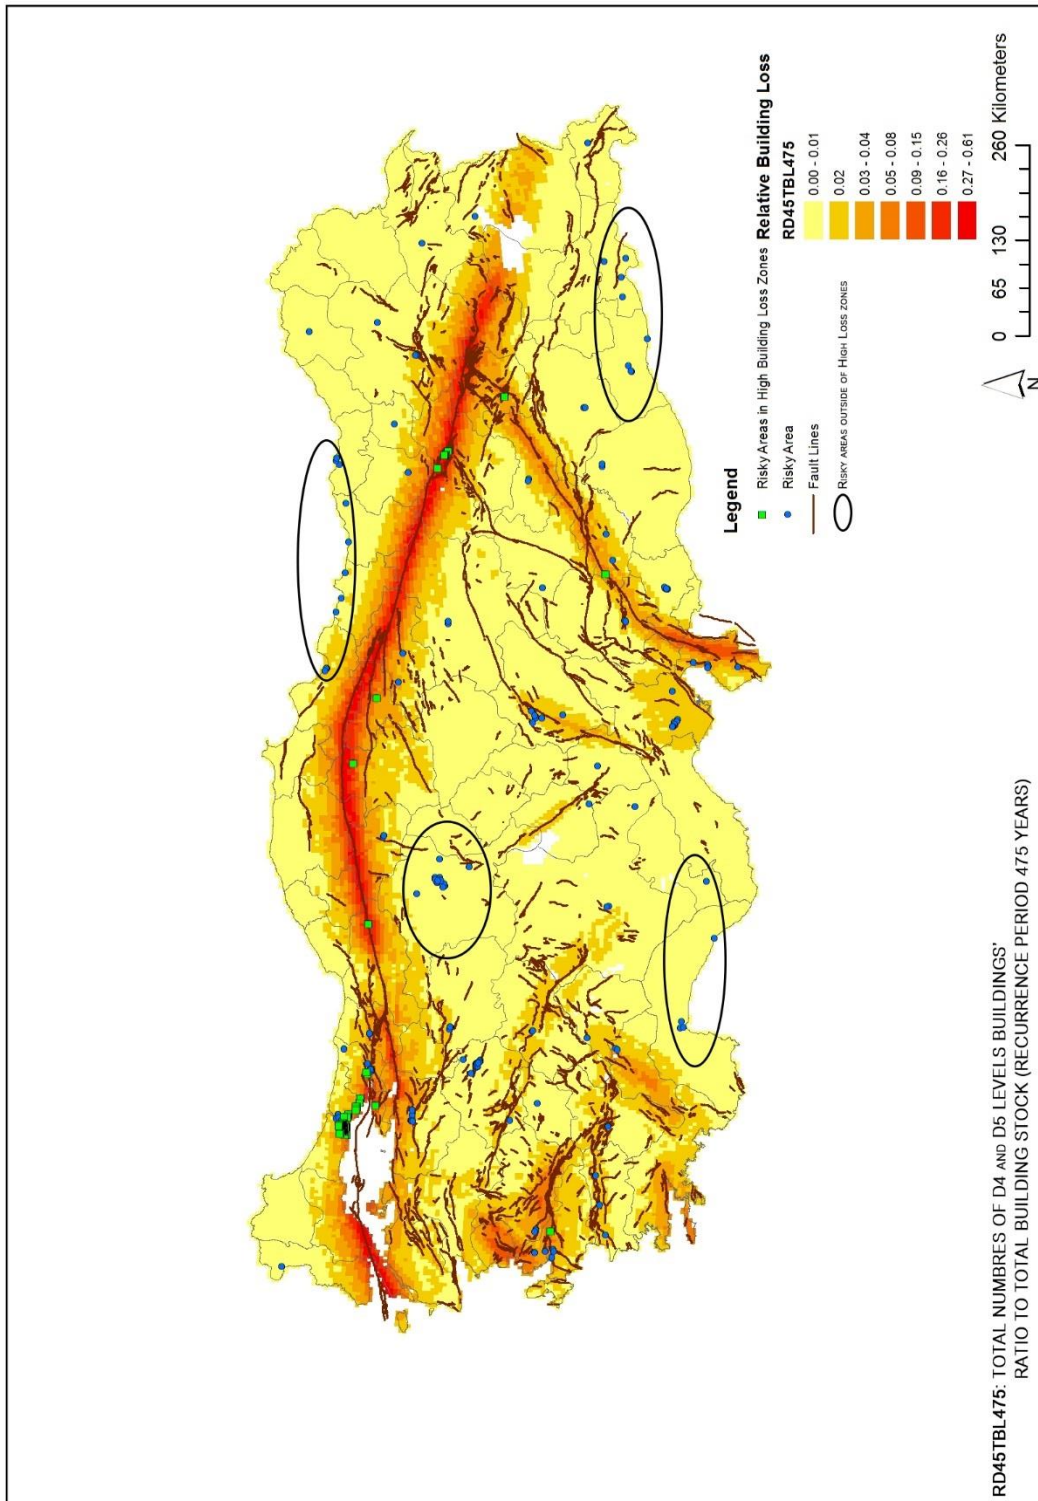 Legend
Risky Areas in High Building Loss Zones
Risky Area
Fault Lines
RISKY AREAS OUTSIDE OF HIGH LOSS ZONES
Relative Building Loss
RD45TBL475
0.00 - 0.01
0.02
0.03 - 0.04
0.05 - 0.08
0.09 - 0.15
0.16 - 0.26
0.27 - 0.61
N
0 65 130 260 Kilometers
RD45TBL475: TOTAL NUMBRES OF D4 AND D5 LEVELS BUILDINGS'
RATIO TO TOTAL BUILDING STOCK (RECURRENCE PERIOD 475 YEARS)